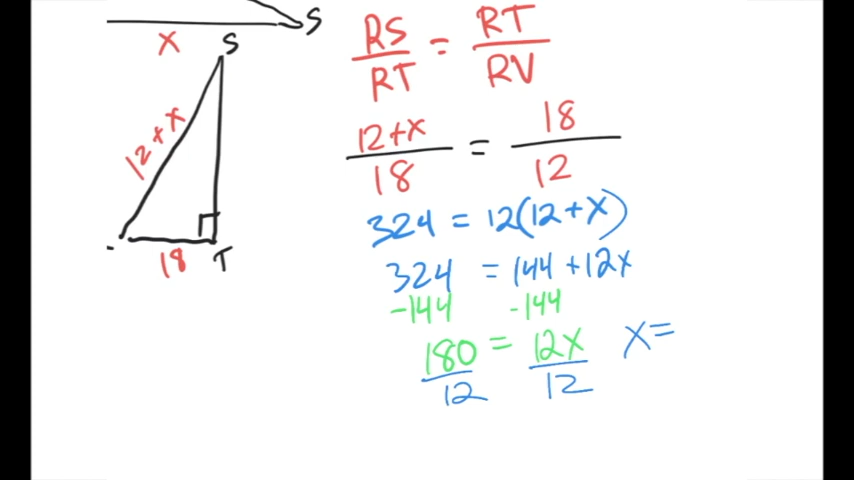 S
x
S
12 + x
18
T
RS/RT = RT/RV
12+x/18 = 18/12
324 = 12(12+x)
324 = 144 + 12x
-144 -144
180/12 = 12x/12 x=